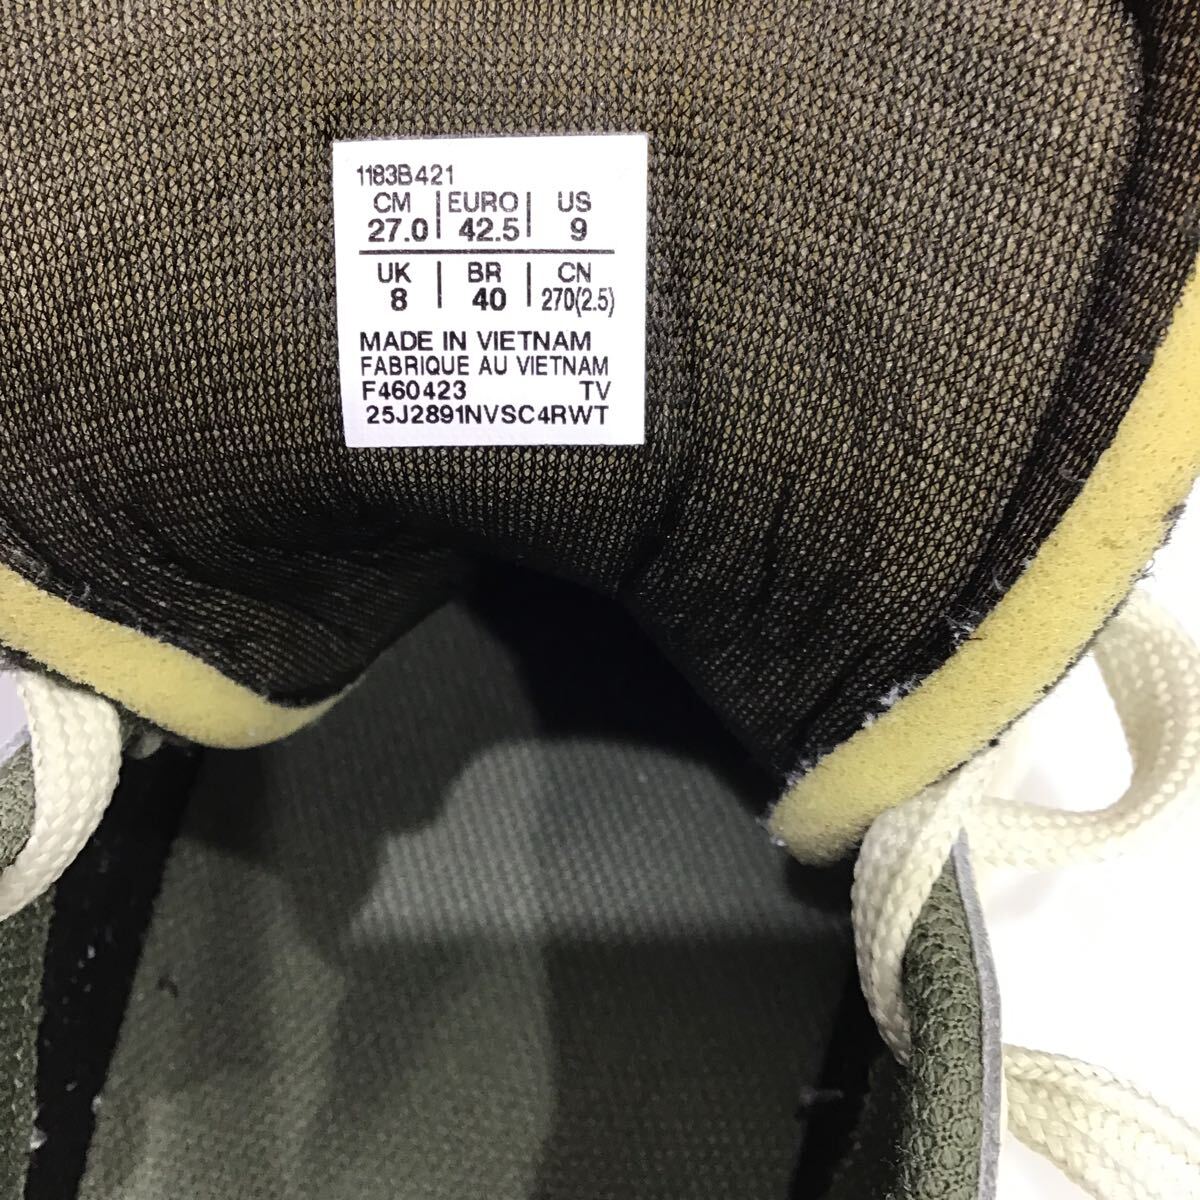 1183B421
CM | EURO | US
27.0 | 42.5 | 9
UK | BR | CN
8 | 40 | 270(2.5)
MADE IN VIETNAM
FABRIQUE AU VIETNAM
F460423 TV
25J2891NVSC4RWT